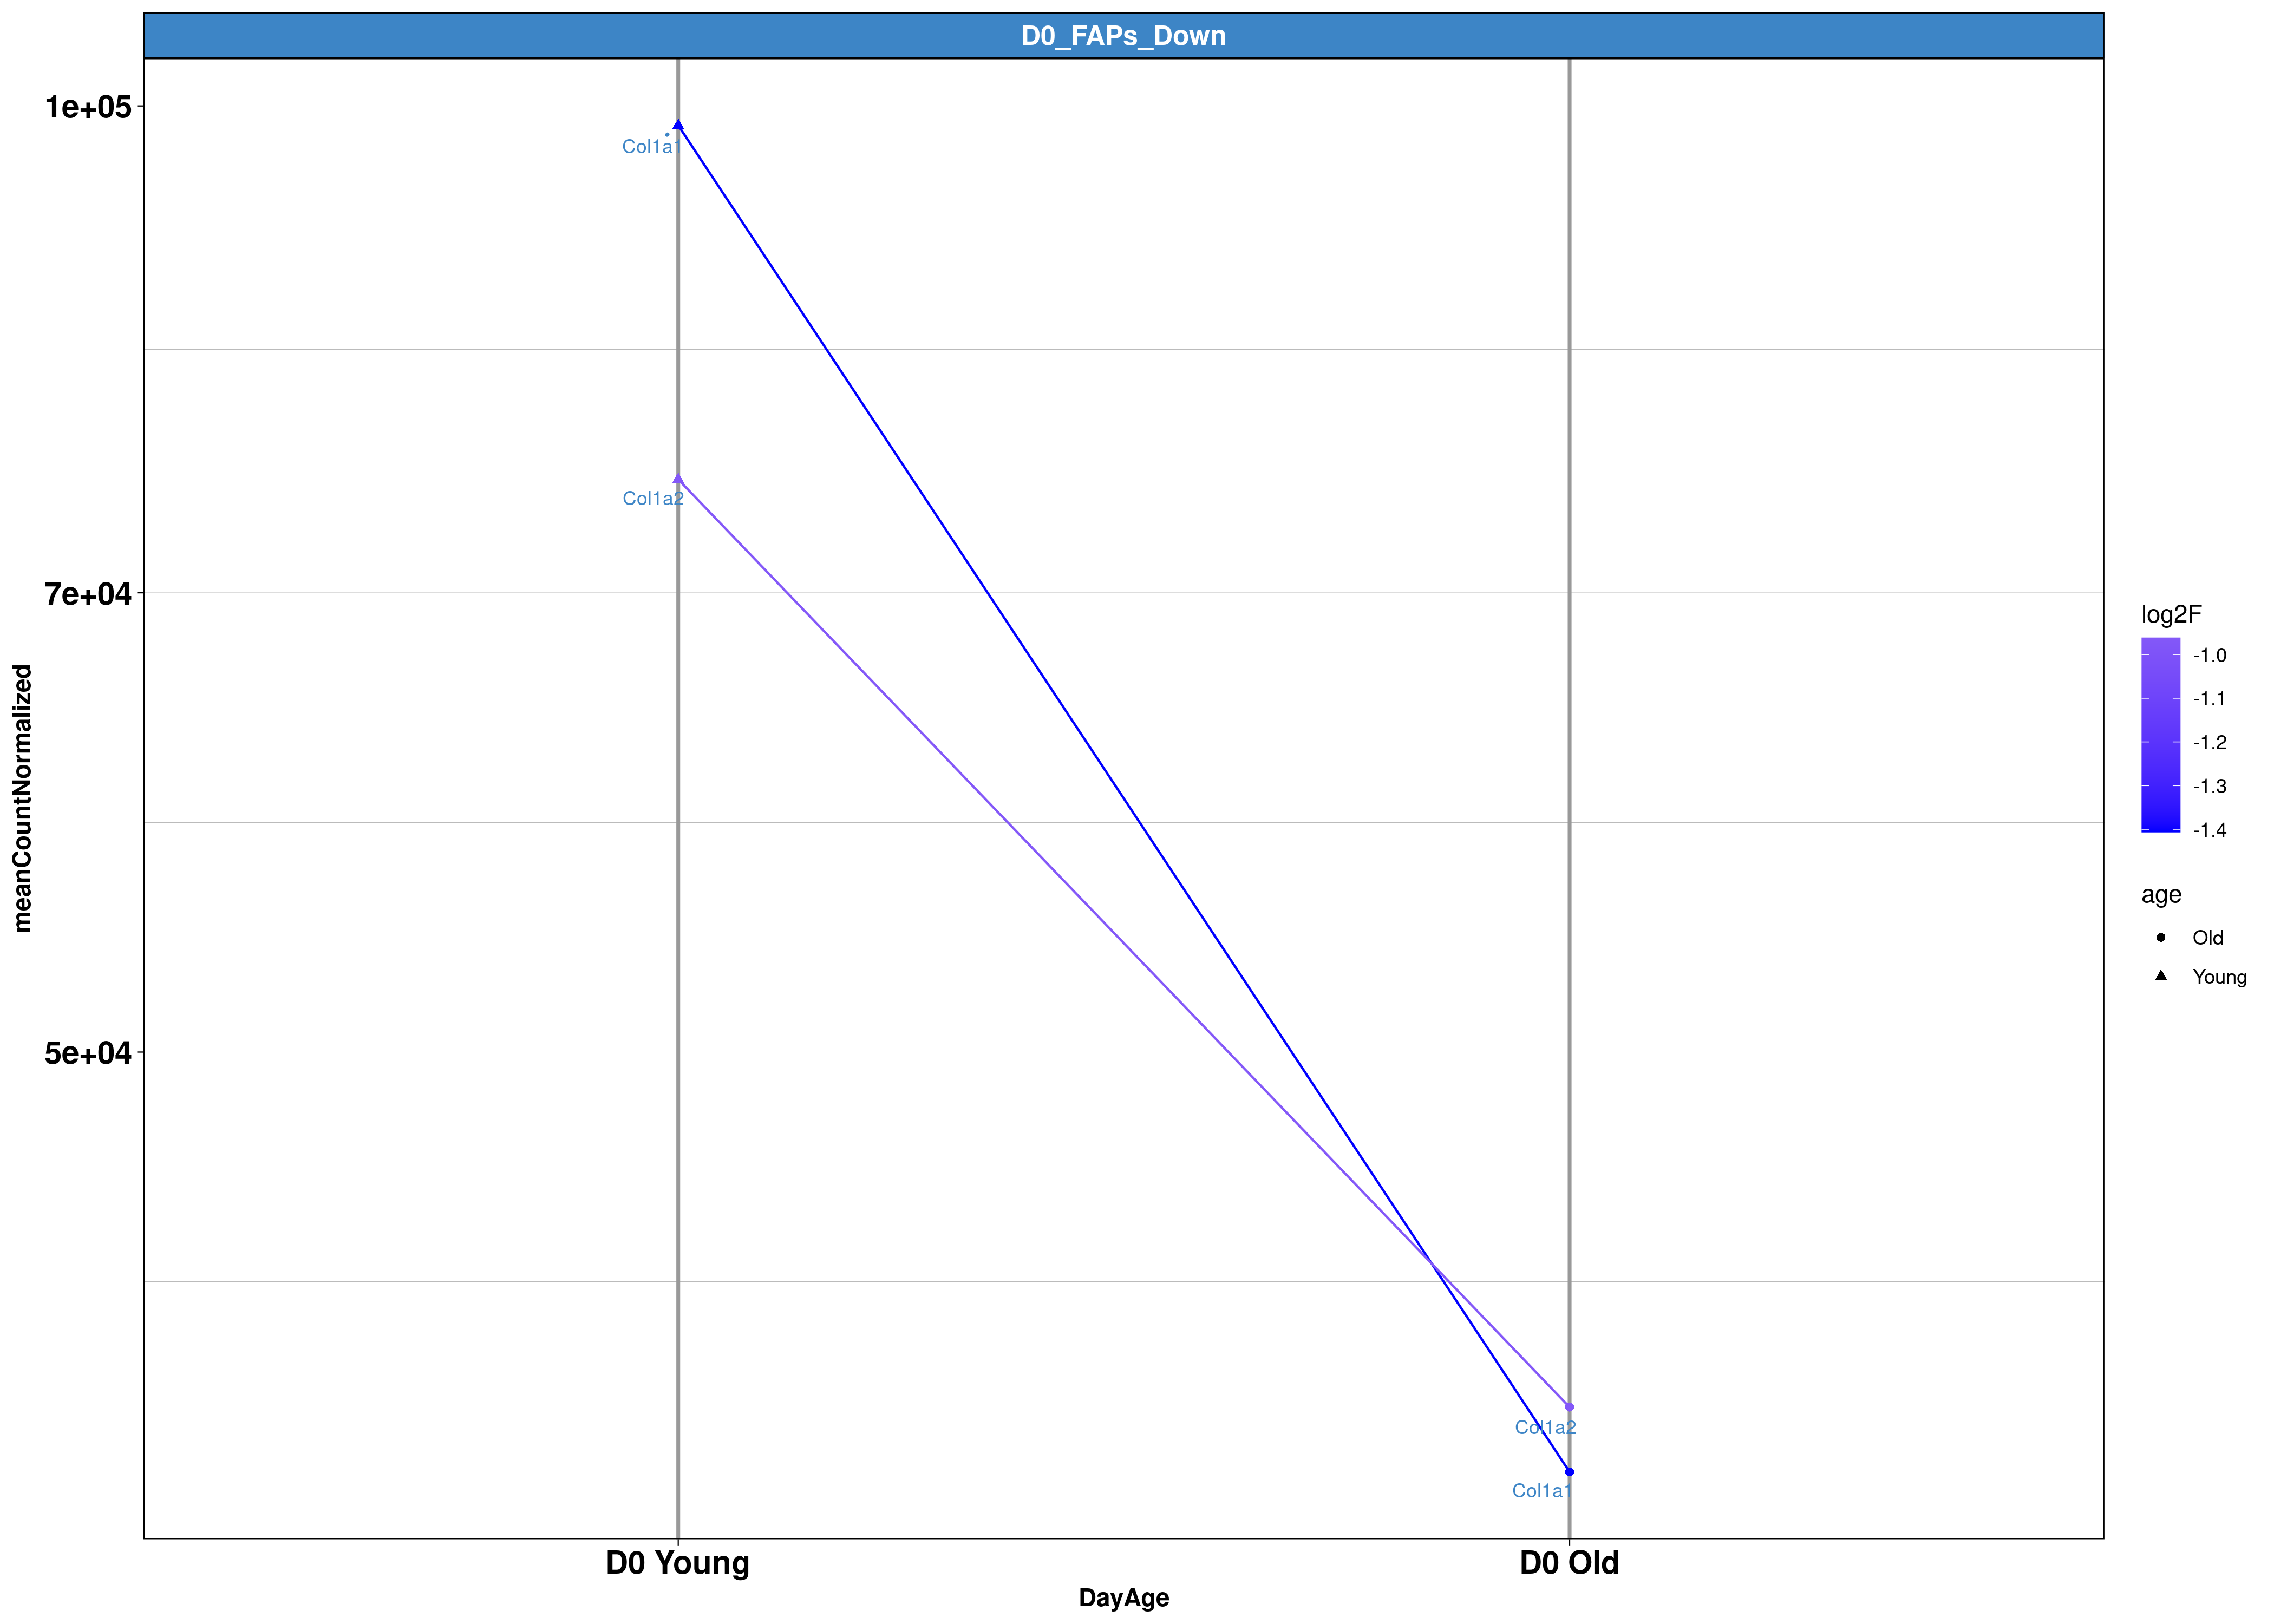 D0_FAPs_Down
1e+05
7e+04
5e+04
meanCountNormalized
Col1a1
Col1a2
Col1a2
Col1a1
D0 Young
D0 Old
DayAge
log2F
-1.0
-1.1
-1.2
-1.3
-1.4
age
Old
Young